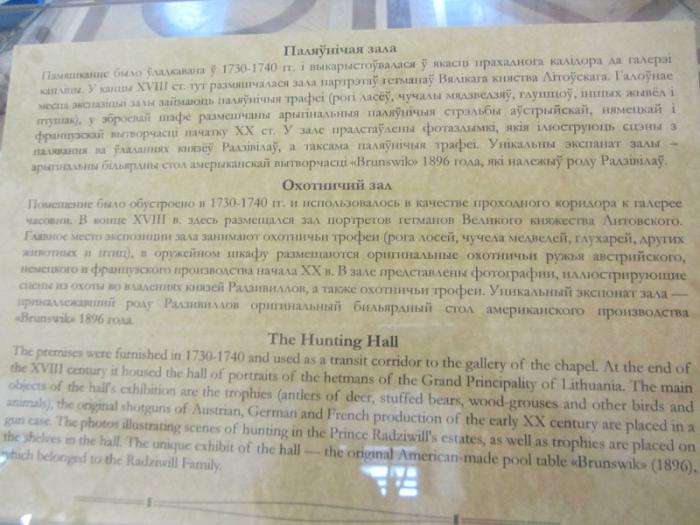 Паляўнічая зала
Памяшканне было ўладкавана ў 1730-1740 гг. і выкарыстоўвалася ў якасці прахаднога калідора да галерэі
капліцы. У канцы XVIII ст. тут размяшчалася зала партрэтаў гетманаў Вялікага княства Літоўскага. Галоўнае
месца экспазіцыі залы займаюць паляўнічыя трафеі (рогі ласёў, чучалы мядзведзяў, глушцоў, іншых жывёл і
птушак), у зброевай шафе размешчаны арыгінальныя паляўнічыя стрэльбы аўстрыйскай, нямецкай і
французскай вытворчасці пачатку XX ст. У зале прадстаўлены фотаздымкі, якія ілюструюць сцэны з
палявання ва ўладаннях князёў Радзівілаў, а таксама паляўнічыя трафеі. Унікальны экспанат залы –
арыгінальны більярдны стол амерыканскай вытворчасці «Brunswik» 1896 года, які належыў роду Радзівілаў.
Охотничий зал
Помещение было обустроено в 1730-1740 гг. и использовалось в качестве проходного коридора к галерее
часовни. В конце XVIII в. здесь размещался зал портретов гетманов Великого княжества Литовского.
Главное место экспозиции зала занимают охотничьи трофеи (рога лосей, чучела медведей, глухарей, других
животных и птиц), в оружейном шкафу размещаются оригинальные охотничьи ружья австрийского,
немецкого и французского производства начала XX в. В зале представлены фотографии, иллюстрирующие
сцены из охоты во владениях князей Радзивиллов, а также охотничьи трофеи. Уникальный экспонат зала —
принадлежавший роду Радзивиллов оригинальный бильярдный стол американского производства
«Brunswik» 1896 года.
The Hunting Hall
The premises were furnished in 1730-1740 and used as a transit corridor to the gallery of the chapel. At the end of
the XVIII century it housed the hall of portraits of the hetmans of the Grand Principality of Lithuania. The main
objects of the hall's exhibition are the trophies (antlers of deer, stuffed bears, wood-grouses and other birds and
animals), the original shotguns of Austrian, German and French production of the early XX century are placed in a
gun case. The photos illustrating scenes of hunting in the Prince Radziwill's estates, as well as trophies are placed on
the shelves in the hall. The unique exhibit of the hall — the original American-made pool table «Brunswik» (1896),
which belonged to the Radziwill Family.